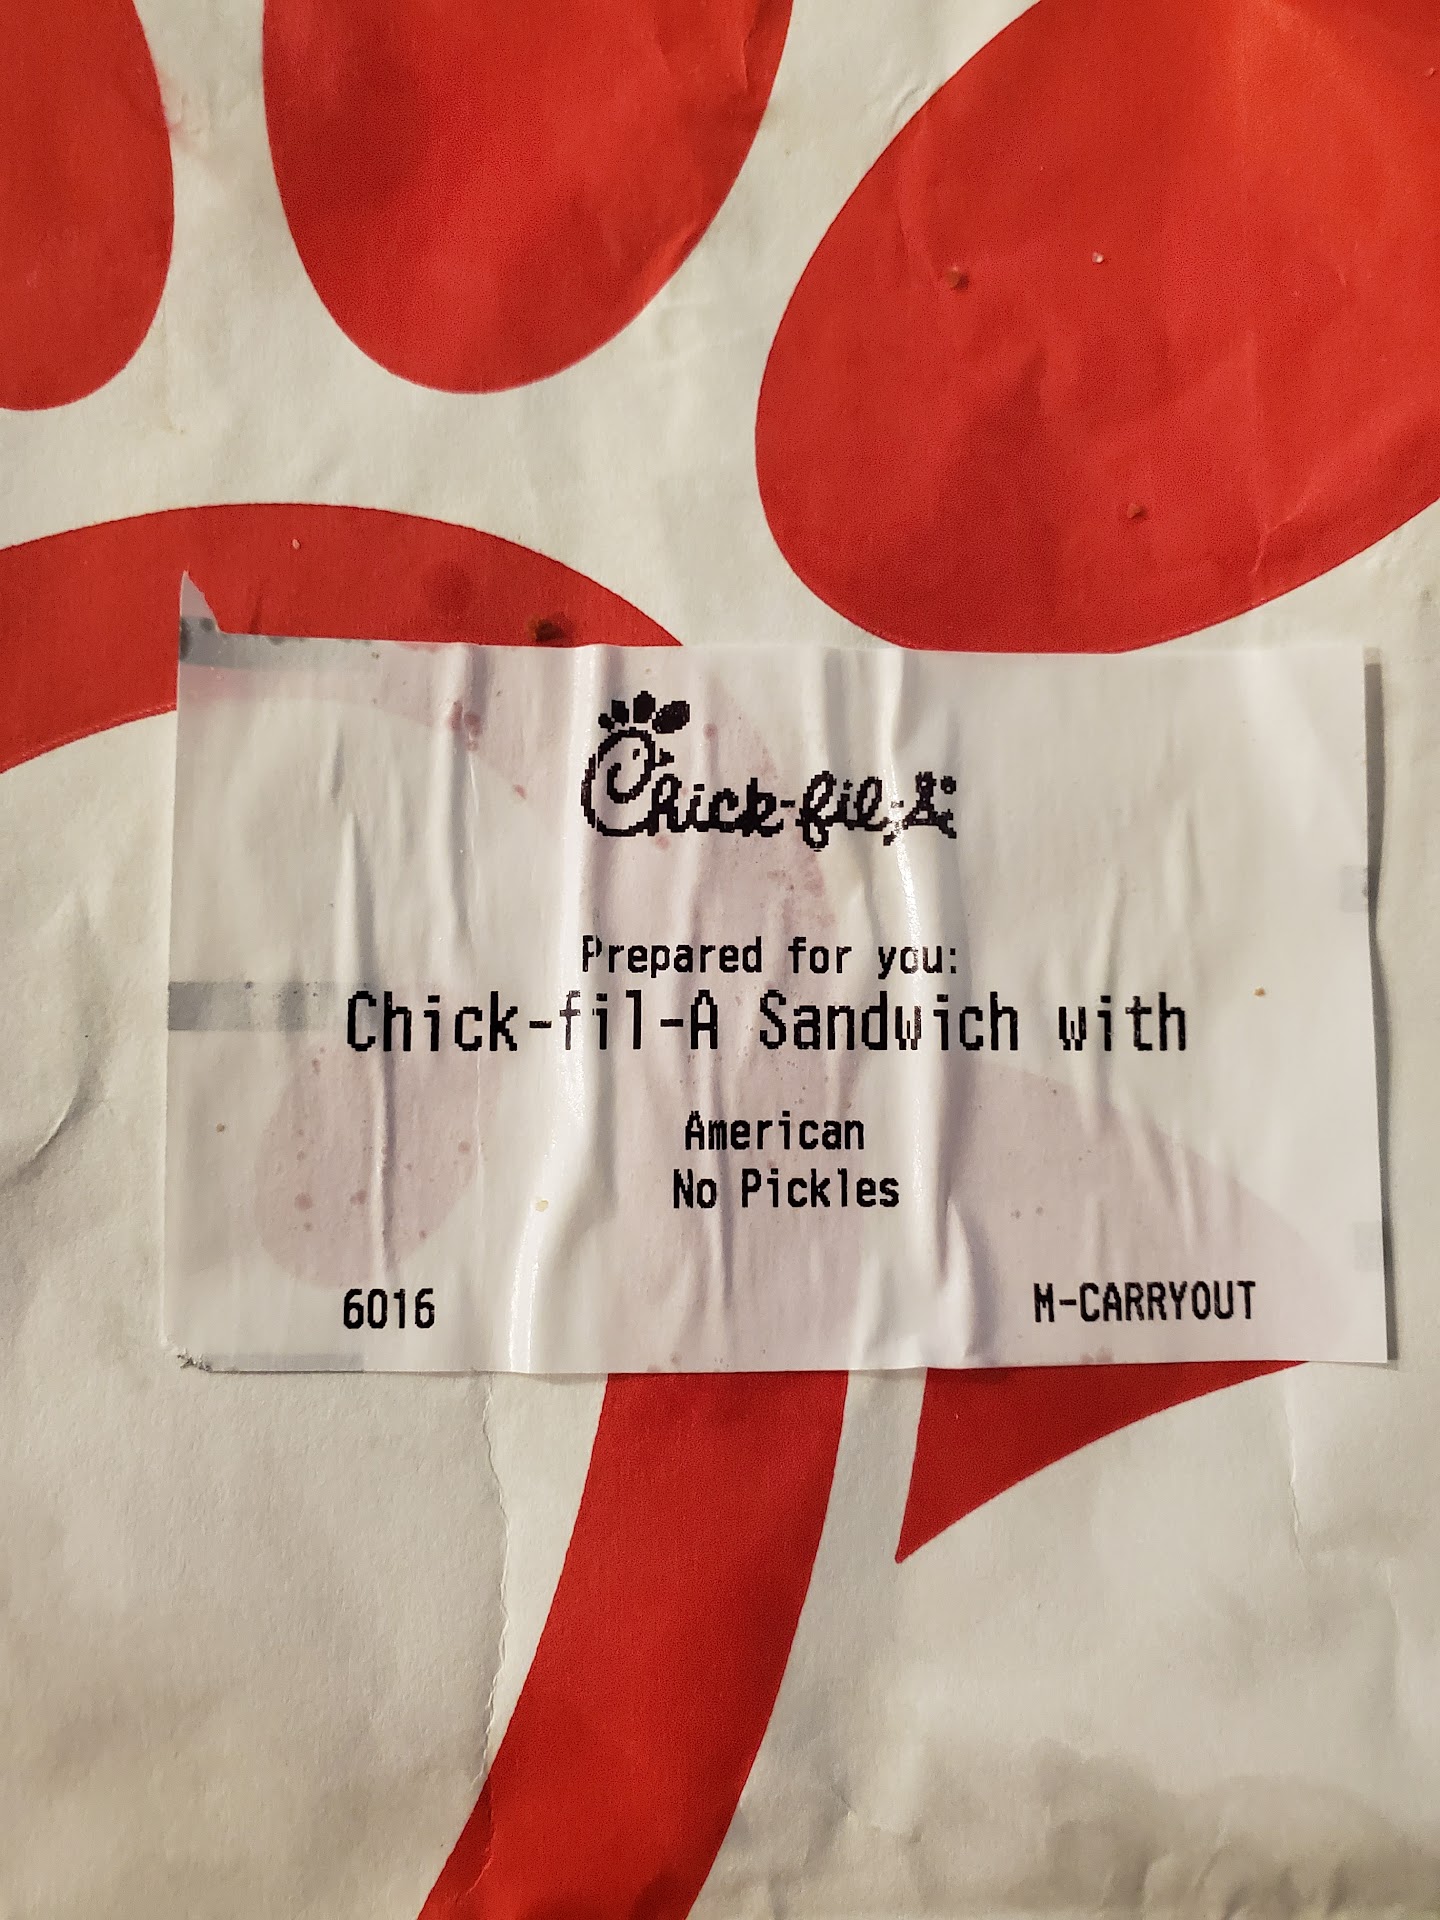 Chick-fil-A
Prepared for you:
Chick-fil-A Sandwich with
American
No Pickles
6016 M-CARRYOUT